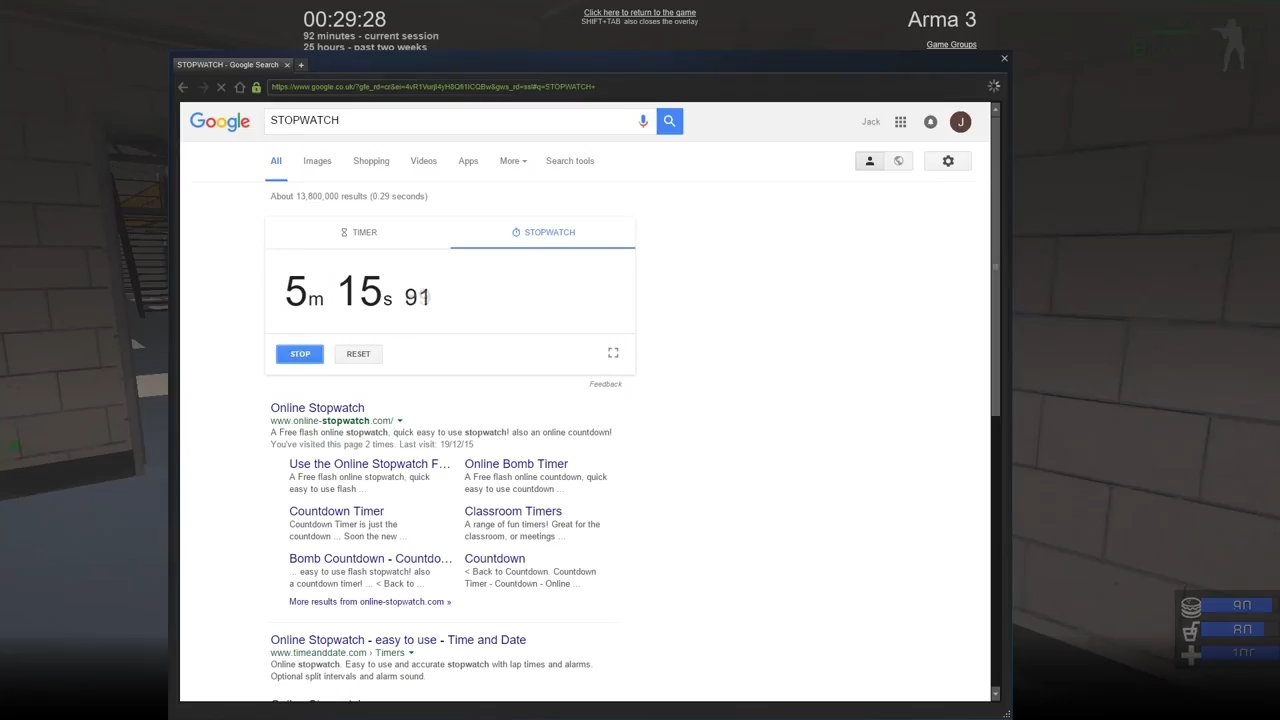 00:29:28
92 minutes - current session
25 hours - past two weeks
Click here to return to the game
SHIFT+TAB also closes the overlay
Arma 3
Game Groups
STOPWATCH - Google Search
Google
STOPWATCH
Jack
J
All Images Shopping Videos Apps More Search tools
About 13,800,000 results (0.29 seconds)
TIMER STOPWATCH
5m 15s 91
STOP RESET
Feedback
Online Stopwatch
www.online-stopwatch.com/
A Free flash online stopwatch, quick easy to use stopwatch! also an online countdown!
You've visited this page 2 times. Last visit: 19/12/15
Use the Online Stopwatch F...
A Free flash online stopwatch, quick
easy to use flash ...
Online Bomb Timer
A Free flash online countdown, quick
easy to use countdown ...
Countdown Timer
Countdown Timer is just the
countdown ... Soon the new ...
Classroom Timers
A range of fun timers! Great for the
classroom, or meetings ...
Bomb Countdown - Countdo...
... easy to use flash stopwatch! also
a countdown timer! ... < Back to ...
Countdown
< Back to Countdown. Countdown
Timer - Countdown - Online ...
More results from online-stopwatch.com »
Online Stopwatch - easy to use - Time and Date
www.timeanddate.com › Timers
Online stopwatch. Easy to use and accurate stopwatch with lap times and alarms.
Optional split intervals and alarm sound.
90
80
100